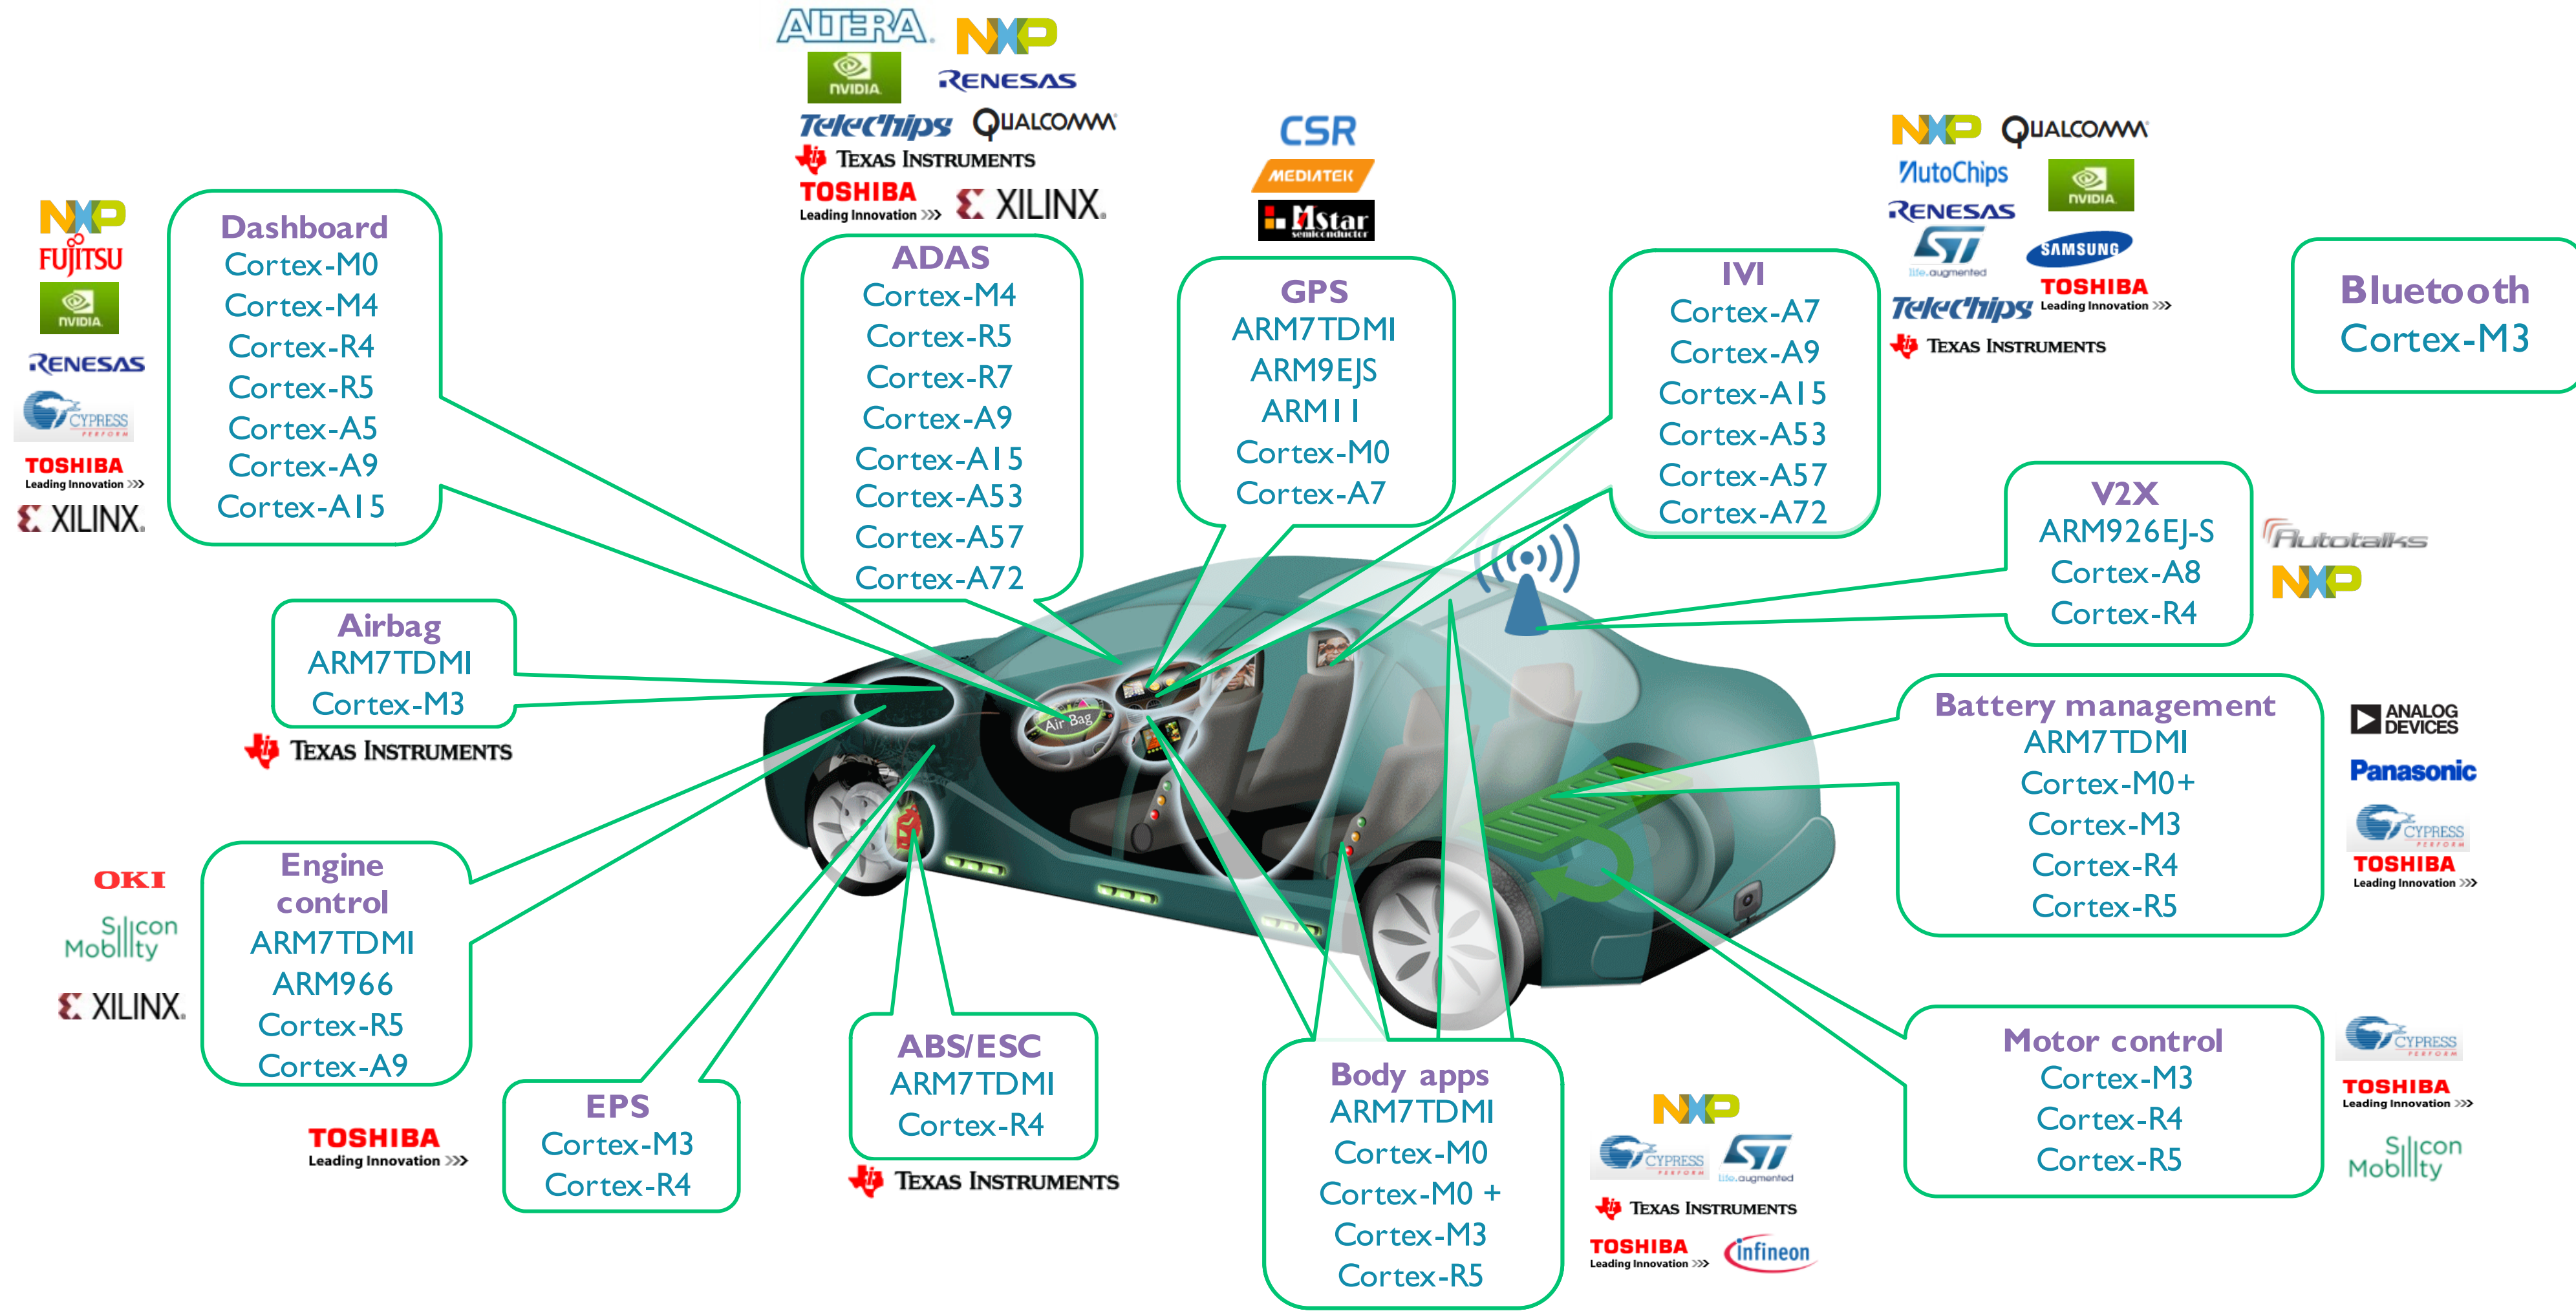 ALTERA.
NXP
NVIDIA.
RENESAS
TeleChips
QUALCOMM
TEXAS INSTRUMENTS
TOSHIBA
Leading Innovation >>>
XILINX.
CSR
MEDIATEK
MStar
semiconductor
NXP
QUALCOMM
AutoChips
NVIDIA.
RENESAS
ST
life.augmented
SAMSUNG
TOSHIBA
Leading Innovation >>>
TeleChips
TEXAS INSTRUMENTS
NXP
FUJITSU
NVIDIA.
RENESAS
CYPRESS
PERFORM
TOSHIBA
Leading Innovation >>>
XILINX.
Dashboard
Cortex-M0
Cortex-M4
Cortex-R4
Cortex-R5
Cortex-A5
Cortex-A9
Cortex-A15
ADAS
Cortex-M4
Cortex-R5
Cortex-R7
Cortex-A9
Cortex-A15
Cortex-A53
Cortex-A57
Cortex-A72
GPS
ARM7TDMI
ARM9EJS
ARM11
Cortex-M0
Cortex-A7
IVI
Cortex-A7
Cortex-A9
Cortex-A15
Cortex-A53
Cortex-A57
Cortex-A72
Bluetooth
Cortex-M3
V2X
ARM926EJ-S
Cortex-A8
Cortex-R4
Autotalks
NXP
Airbag
ARM7TDMI
Cortex-M3
TEXAS INSTRUMENTS
Air Bag
Battery management
ARM7TDMI
Cortex-M0+
Cortex-M3
Cortex-R4
Cortex-R5
ANALOG
DEVICES
Panasonic
CYPRESS
PERFORM
TOSHIBA
Leading Innovation >>>
OKI
Silicon
Mobility
XILINX.
Engine
control
ARM7TDMI
ARM966
Cortex-R5
Cortex-A9
TOSHIBA
Leading Innovation >>>
EPS
Cortex-M3
Cortex-R4
ABS/ESC
ARM7TDMI
Cortex-R4
TEXAS INSTRUMENTS
Body apps
ARM7TDMI
Cortex-M0
Cortex-M0 +
Cortex-M3
Cortex-R5
NXP
CYPRESS
PERFORM
ST
life.augmented
TEXAS INSTRUMENTS
TOSHIBA
Leading Innovation >>>
infineon
Motor control
Cortex-M3
Cortex-R4
Cortex-R5
CYPRESS
PERFORM
TOSHIBA
Leading Innovation >>>
Silicon
Mobility